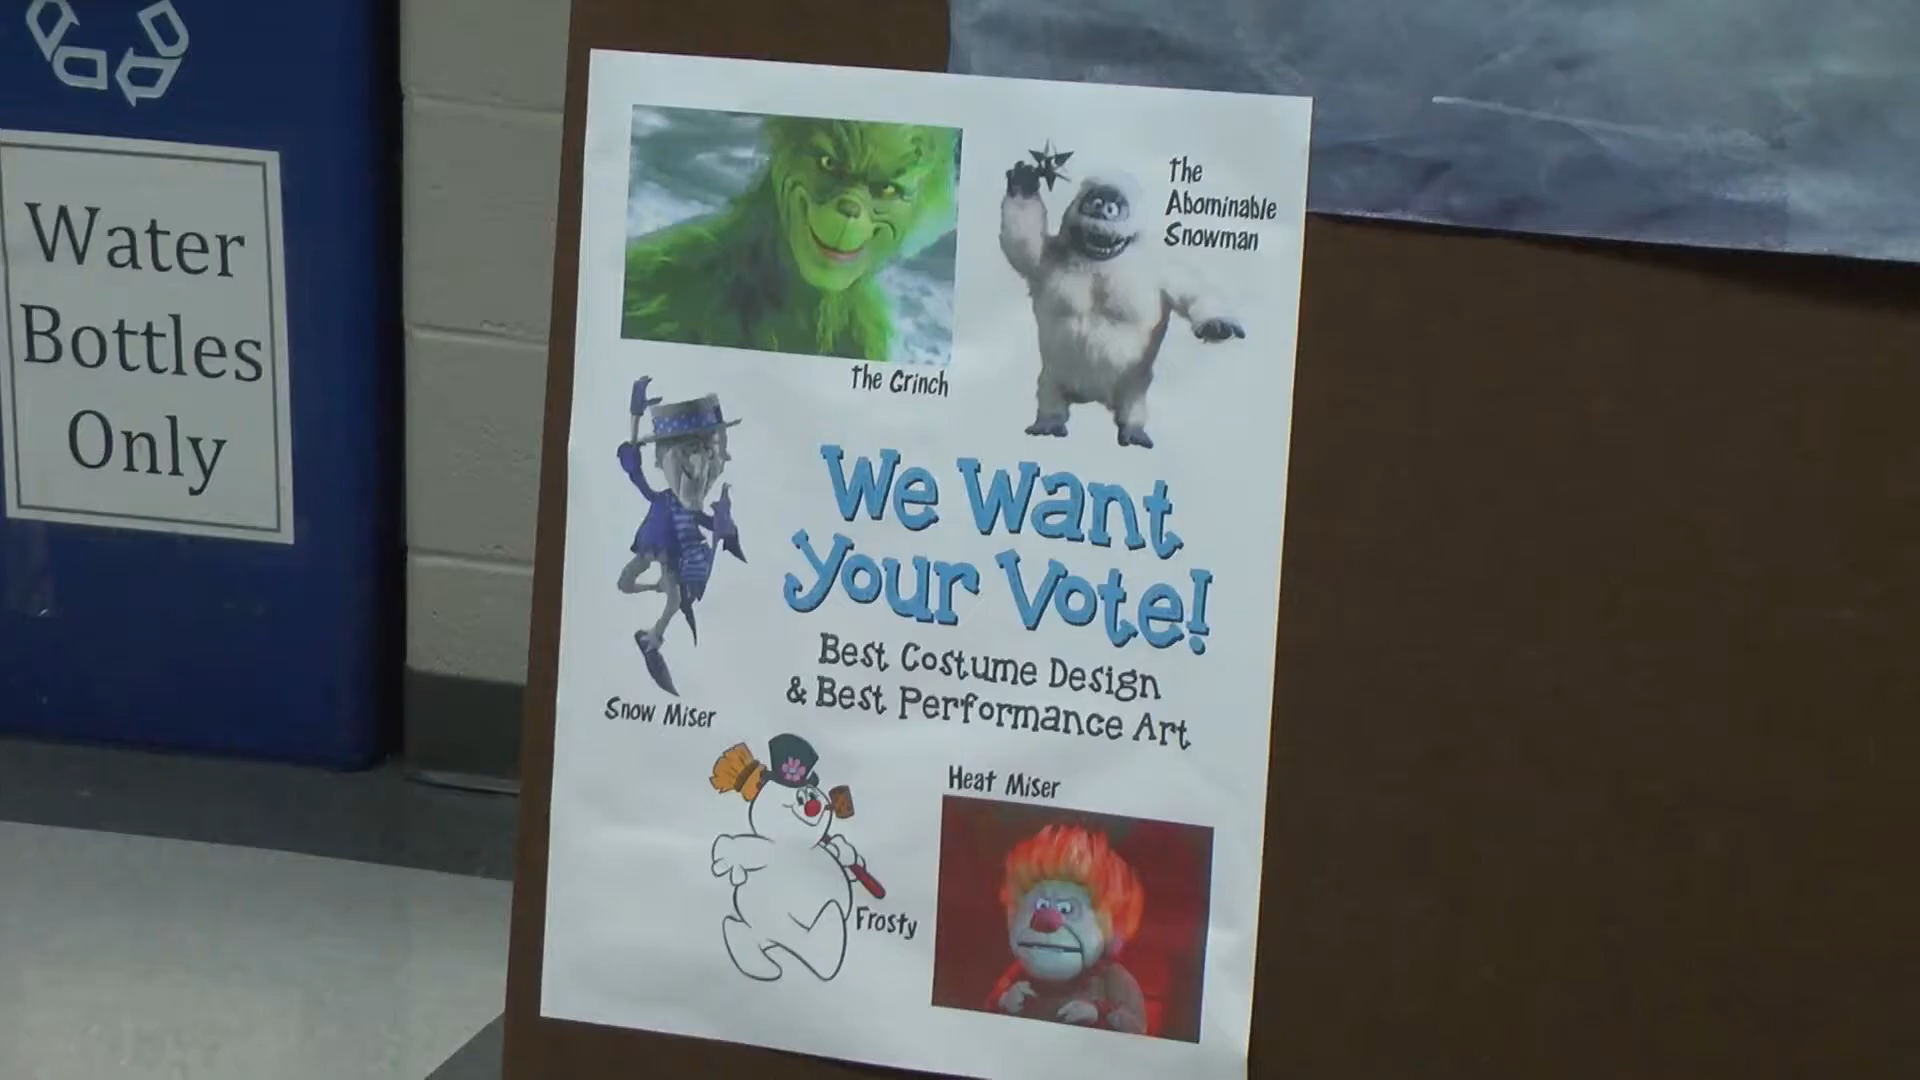 Water
Bottles
Only
The
Abominable
Snowman
The Grinch
We Want
Your Vote!
Best Costume Design
& Best Performance Art
Snow Miser
Heat Miser
Frosty